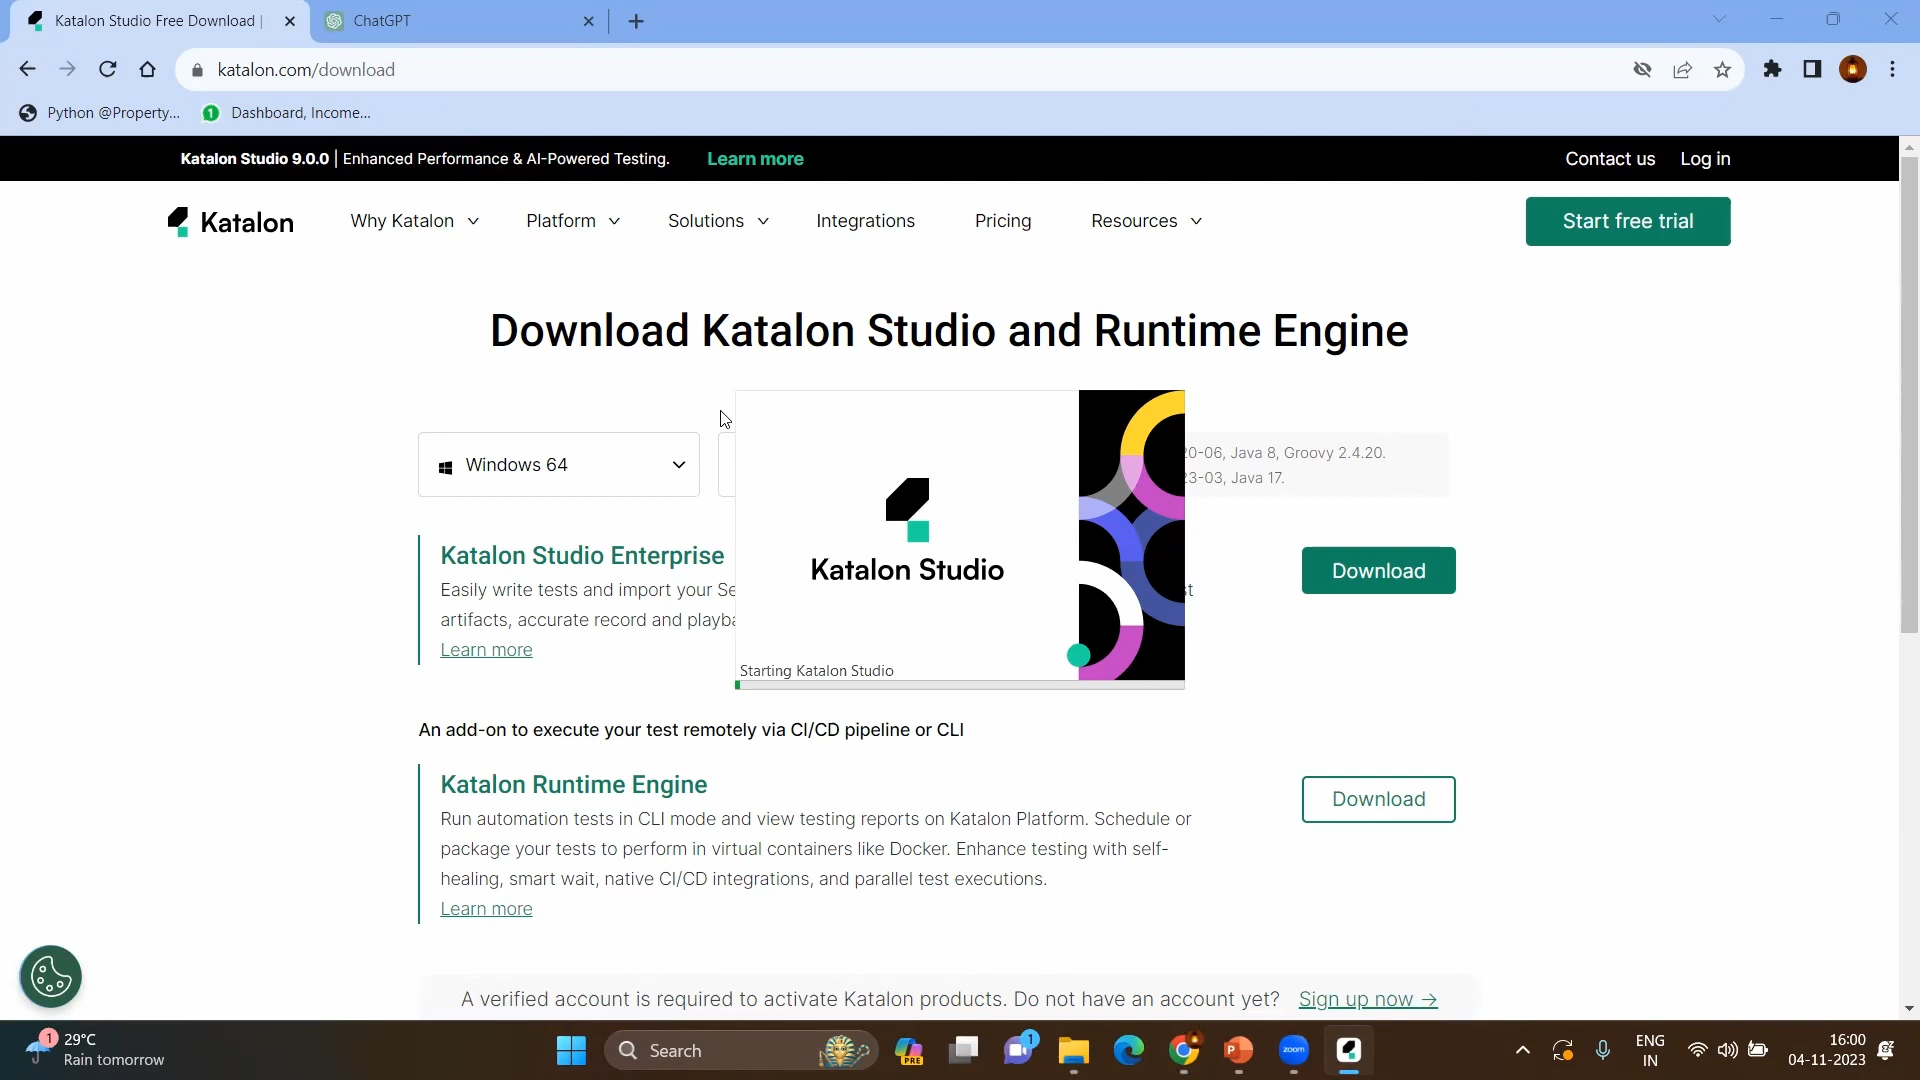 Katalon Studio Free Download |
ChatGPT
katalon.com/download
Python @Property...
Dashboard, Income...
Katalon Studio 9.0.0 | Enhanced Performance & AI-Powered Testing. Learn more
Contact us Log in
Katalon
Why Katalon
Platform
Solutions
Integrations
Pricing
Resources
Start free trial
Download Katalon Studio and Runtime Engine
Windows 64
20-06, Java 8, Groovy 2.4.20.
23-03, Java 17.
Katalon Studio Enterprise
Easily write tests and import your Se
artifacts, accurate record and playba
Learn more
Download
Katalon Studio
Starting Katalon Studio
An add-on to execute your test remotely via CI/CD pipeline or CLI
Katalon Runtime Engine
Run automation tests in CLI mode and view testing reports on Katalon Platform. Schedule or
package your tests to perform in virtual containers like Docker. Enhance testing with self-
healing, smart wait, native CI/CD integrations, and parallel test executions.
Learn more
Download
A verified account is required to activate Katalon products. Do not have an account yet? Sign up now →
1
29°C
Rain tomorrow
Search
PRE
1
zoom
ENG
IN
16:00
04-11-2023